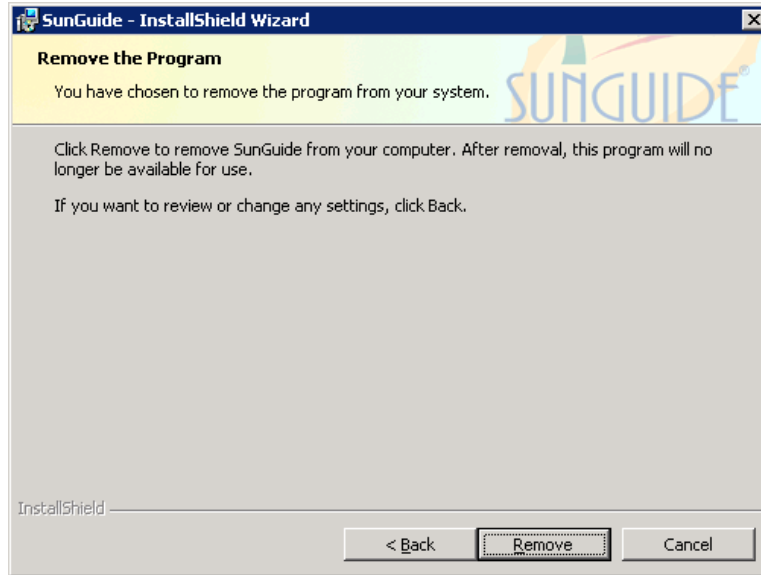 SunGuide - InstallShield Wizard
Remove the Program
You have chosen to remove the program from your system.
SUNGUIDE®
Click Remove to remove SunGuide from your computer. After removal, this program will no
longer be available for use.
If you want to review or change any settings, click Back.
InstallShield
< Back
Remove
Cancel